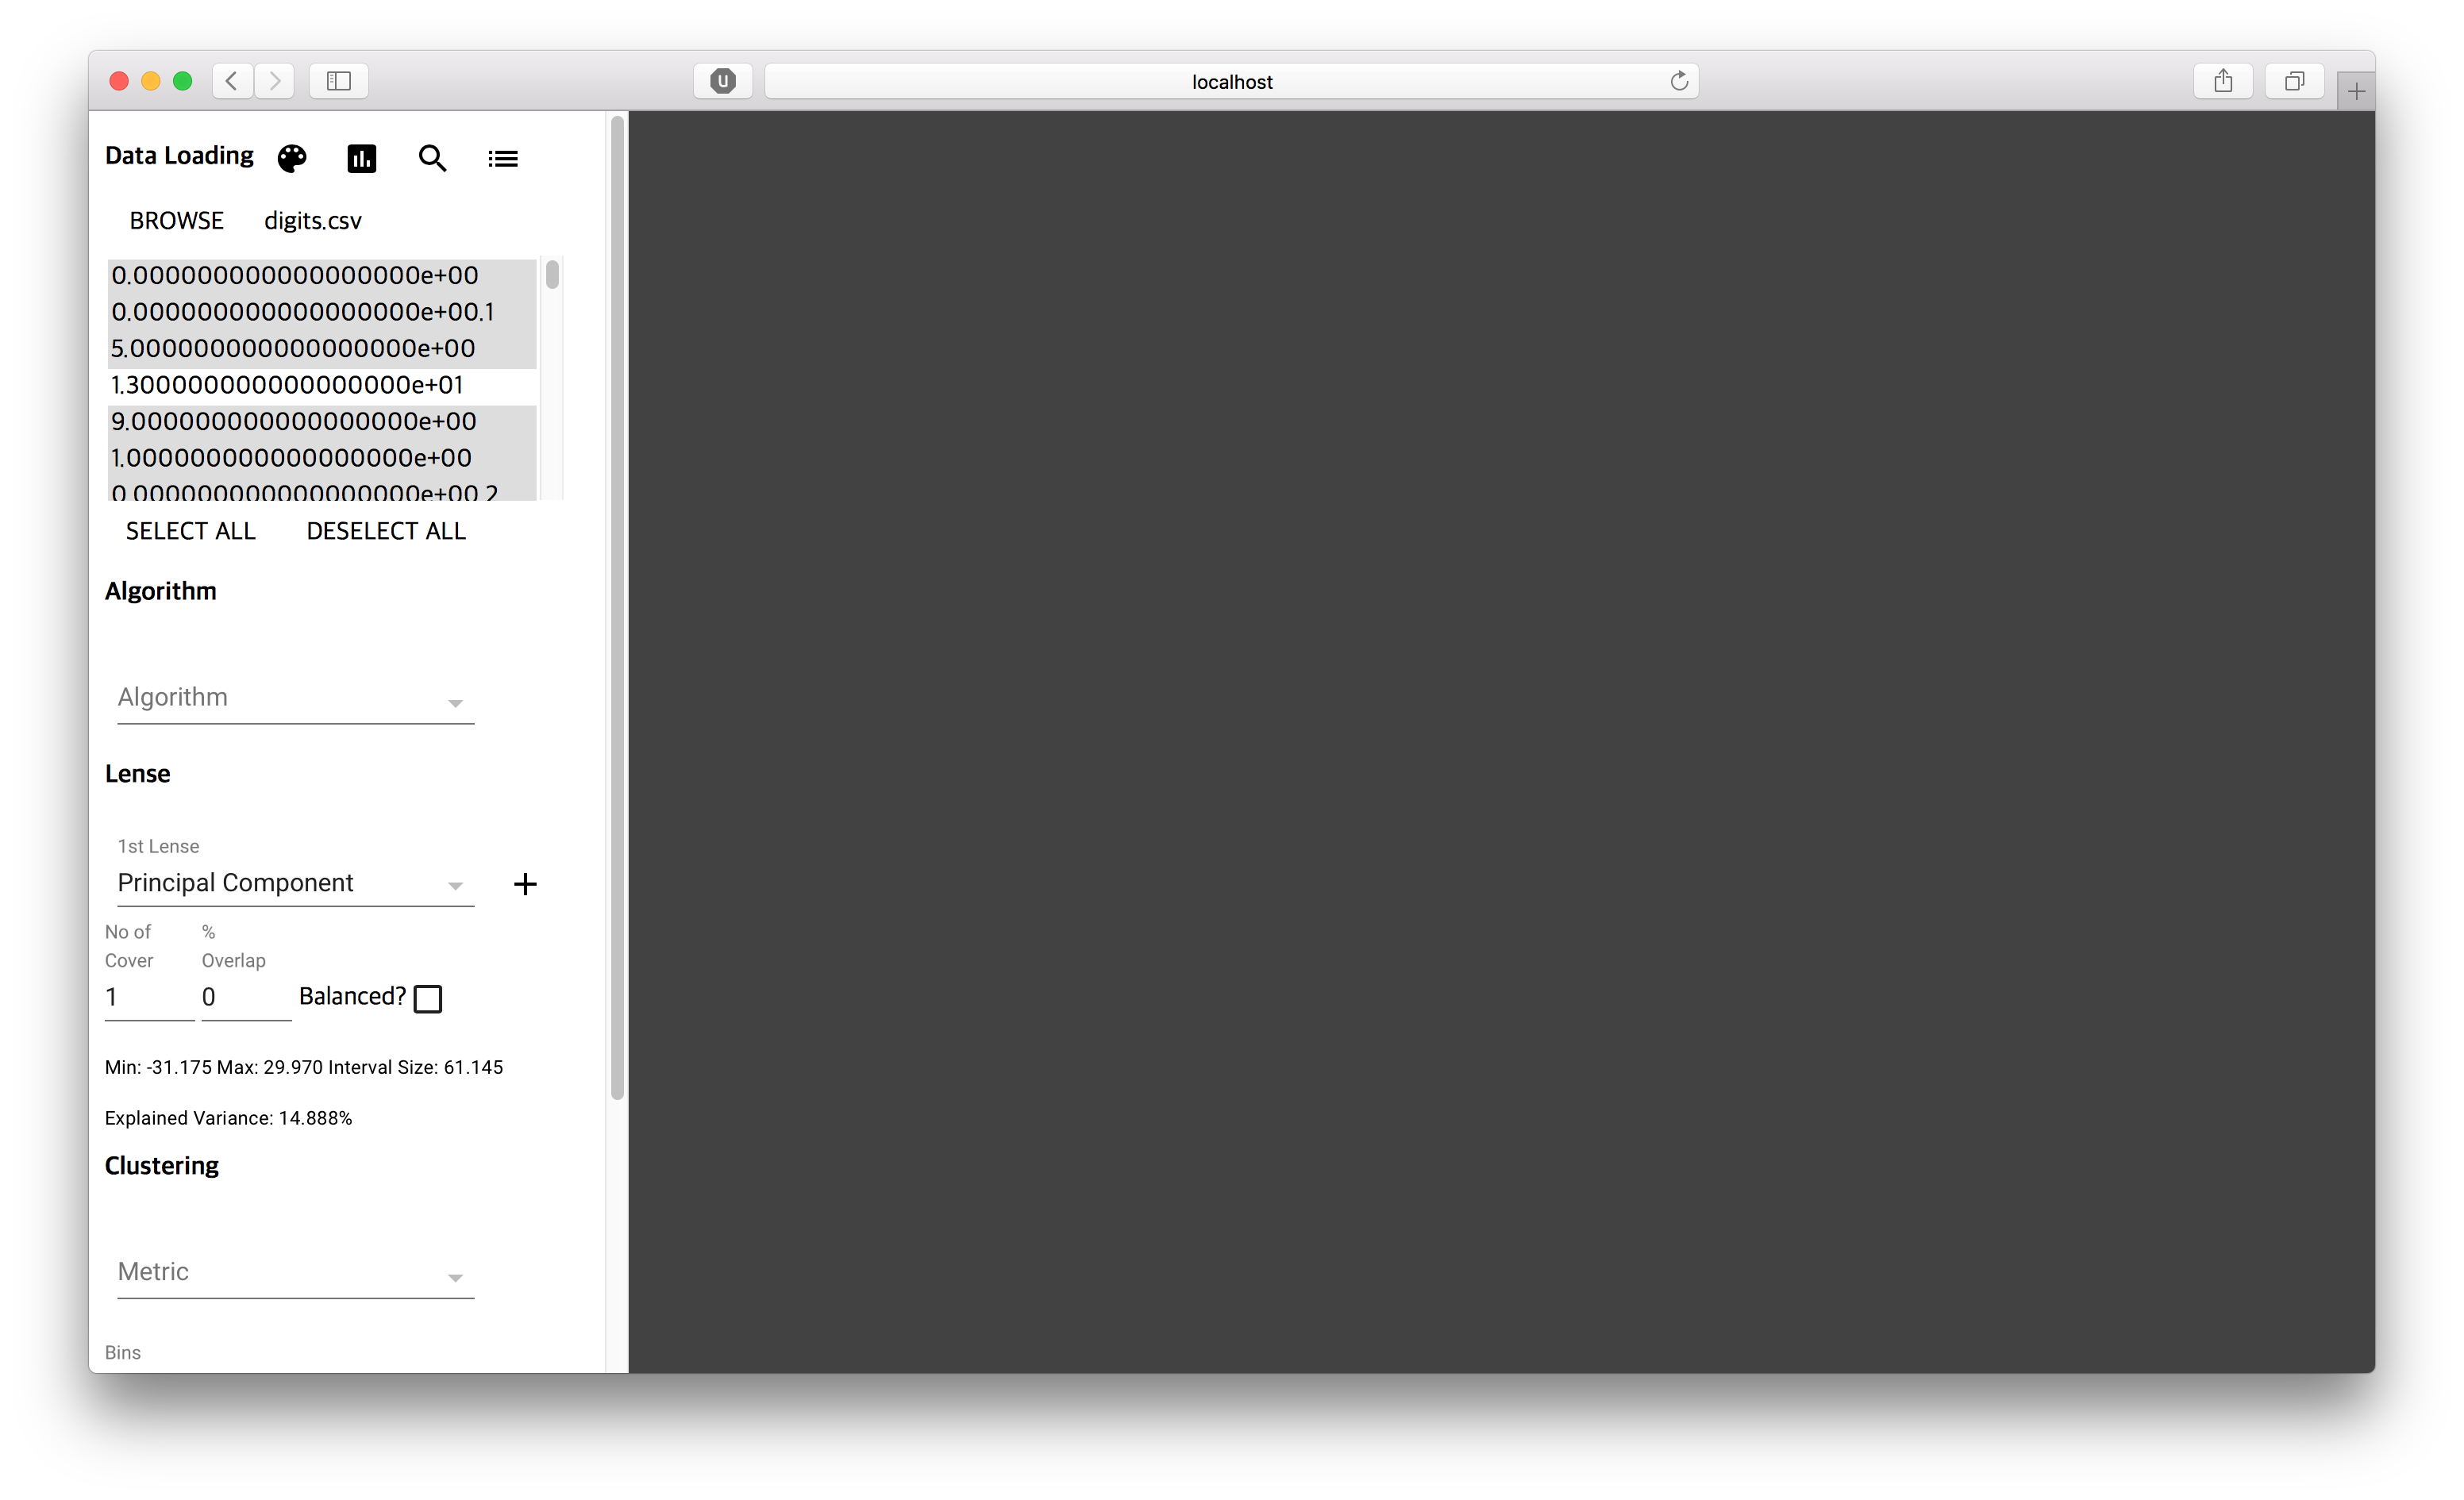 localhost
Data Loading
BROWSE digits.csv
0.000000000000000000e+00
0.000000000000000000e+00.1
5.000000000000000000e+00
1.300000000000000000e+01
9.000000000000000000e+00
1.000000000000000000e+00
0.000000000000000000e+00.2
SELECT ALL DESELECT ALL
Algorithm
Algorithm
Lense
1st Lense
Principal Component
No of %
Cover Overlap
1 0 Balanced?
Min: -31.175 Max: 29.970 Interval Size: 61.145
Explained Variance: 14.888%
Clustering
Metric
Bins